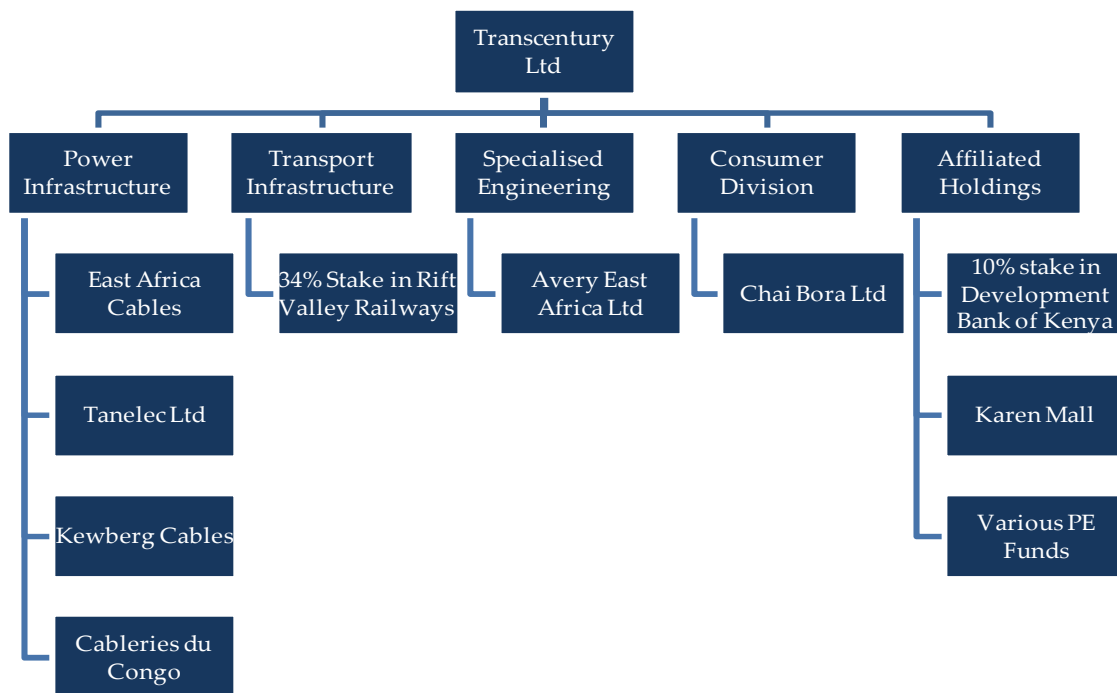 Transcentury
Ltd
Power
Infrastructure
Transport
Infrastructure
Specialised
Engineering
Consumer
Division
Affiliated
Holdings
East Africa
Cables
34% Stake in Rift
Valley Railways
Avery East
Africa Ltd
Chai Bora Ltd
10% stake in
Development
Bank of Kenya
Tanelec Ltd
Karen Mall
Kewberg Cables
Various PE
Funds
Cableries du
Congo